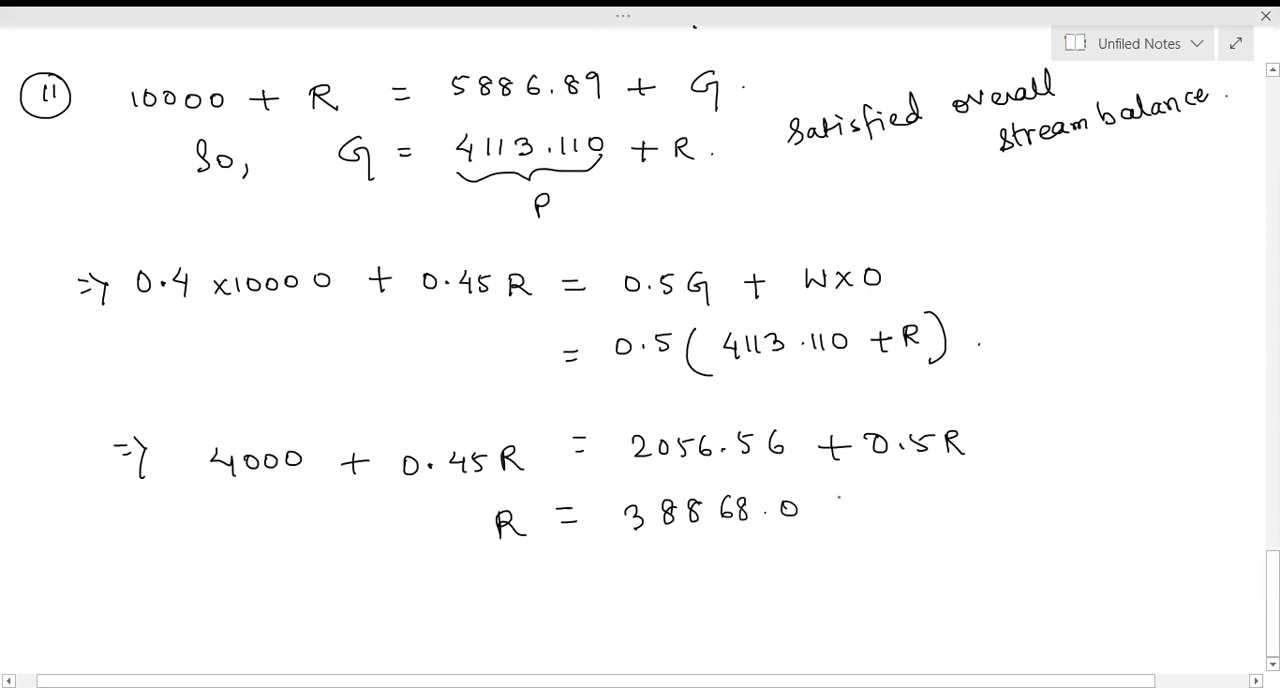 ...
Unfiled Notes
(11) 10000 + R = 5886.89 + G.
Satisfied overall
stream balance.
So, G = 4113.110 + R.
P
=> 0.4 x10000 + 0.45 R = 0.5 G + W x 0
= 0.5 ( 4113.110 + R ) .
=> 4000 + 0.45 R = 2056.56 + 0.5 R
R = 38868.0